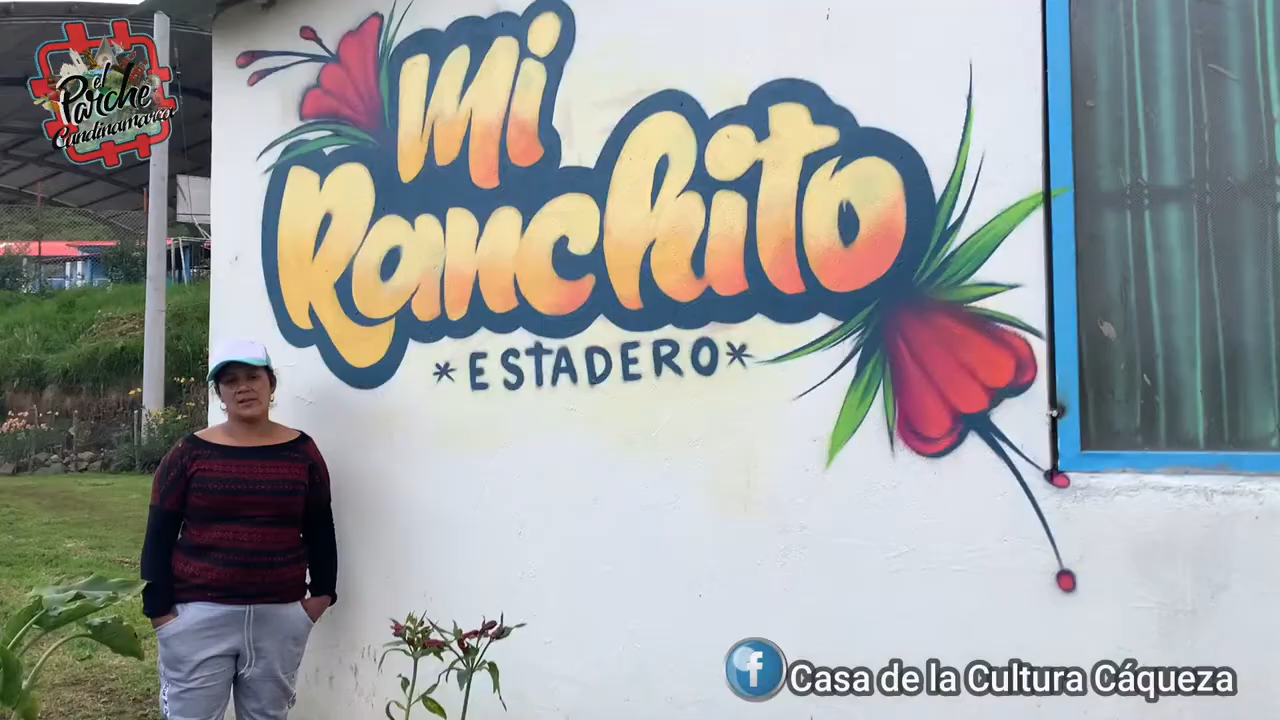 el
Parche
Cundinamarca
Mi
Ranchito
*ESTADERO*
f
Casa de la Cultura Cáqueza